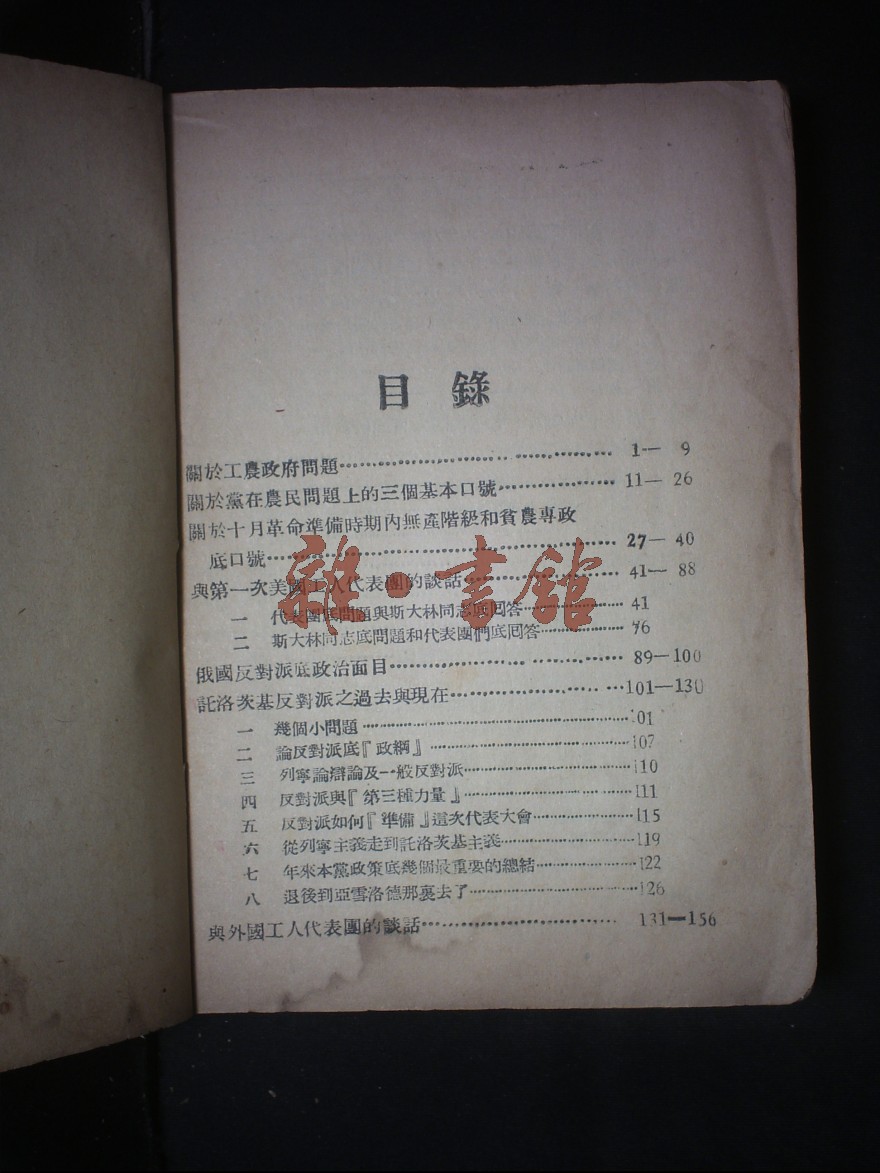 目錄
關於工農政府問題…………………………… 1— 9
關於黨在農民問題上的三個基本口號………… 11— 26
關於十月革命準備時期內無產階級和貧農專政
底口號……………………………………… 27— 40
與第一次美國工人代表團的談話……………… 41— 88
一 代表團底問題與斯大林同志底回答………… 41
二 斯大林同志底問題和代表團們底回答……… 76
俄國反對派底政治面目……………………… 89—100
託洛茨基反對派之過去與現在……………… 101—130
一 幾個小問題……………………………… 101
二 論反對派底『政綱』……………………… 107
三 列寧論辯論及一般反對派………………… 110
四 反對派與『第三種力量』………………… 111
五 反對派如何『準備』這次代表大會………… 115
六 從列寧主義走到託洛茨基主義…………… 119
七 年來本黨政策底幾個最重要的總結……… 122
八 退後到亞雪洛德那裏去了………………… 126
與外國工人代表團的談話…………………… 131—156
雜·書館